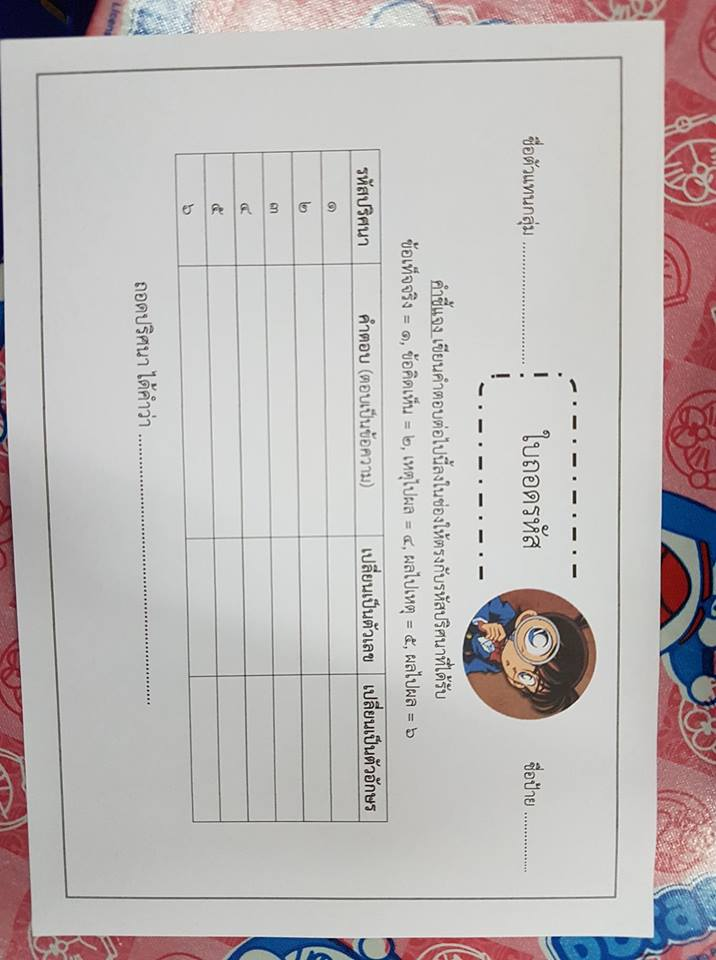 ใบถอดรหัส
ชื่อตัวแทนกลุ่ม ........................ ชื่อป้าย ................
คำชี้แจง เขียนคำตอบต่อไปนี้ลงในช่องให้ตรงกับรหัสปริศนาที่ได้รับ
ข้อเท็จจริง = ๑, ข้อคิดเห็น = ๒, เหตุไปผล = ๔, ผลไปเหตุ = ๕, ผลไปผล = ๖
รหัสปริศนา คำตอบ (ตอบเป็นข้อความ) เปลี่ยนเป็นตัวเลข เปลี่ยนเป็นตัวอักษร
๑
๒
๓
๔
๕
๖
ถอดปริศนา ได้คำว่า ............................................................